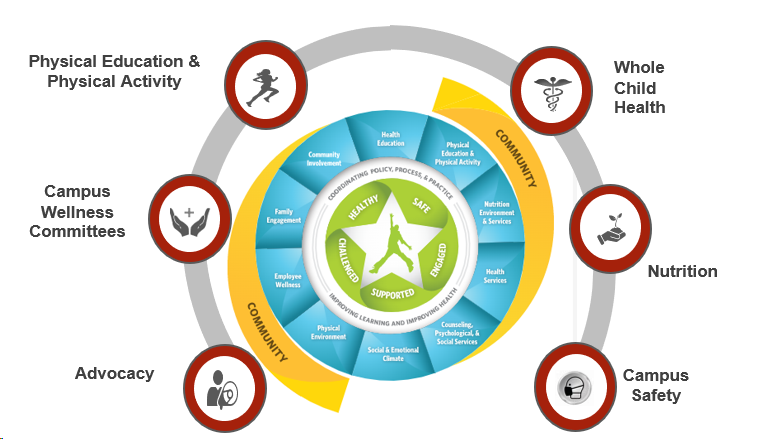 Physical Education &
Physical Activity
Whole
Child
Health
Campus
Wellness
Committees
Nutrition
Advocacy
Campus
Safety
COMMUNITY
COMMUNITY
Health
Education
Physical
Education &
Physical Activity
Nutrition
Environment
& Services
Health
Services
Counseling,
Psychological, &
Social Services
Social & Emotional
Climate
Physical
Environment
Employee
Wellness
Family
Engagement
Community
Involvement
COORDINATING POLICY, PROCESS, & PRACTICE
IMPROVING LEARNING AND IMPROVING HEALTH
HEALTHY
SAFE
ENGAGED
SUPPORTED
CHALLENGED